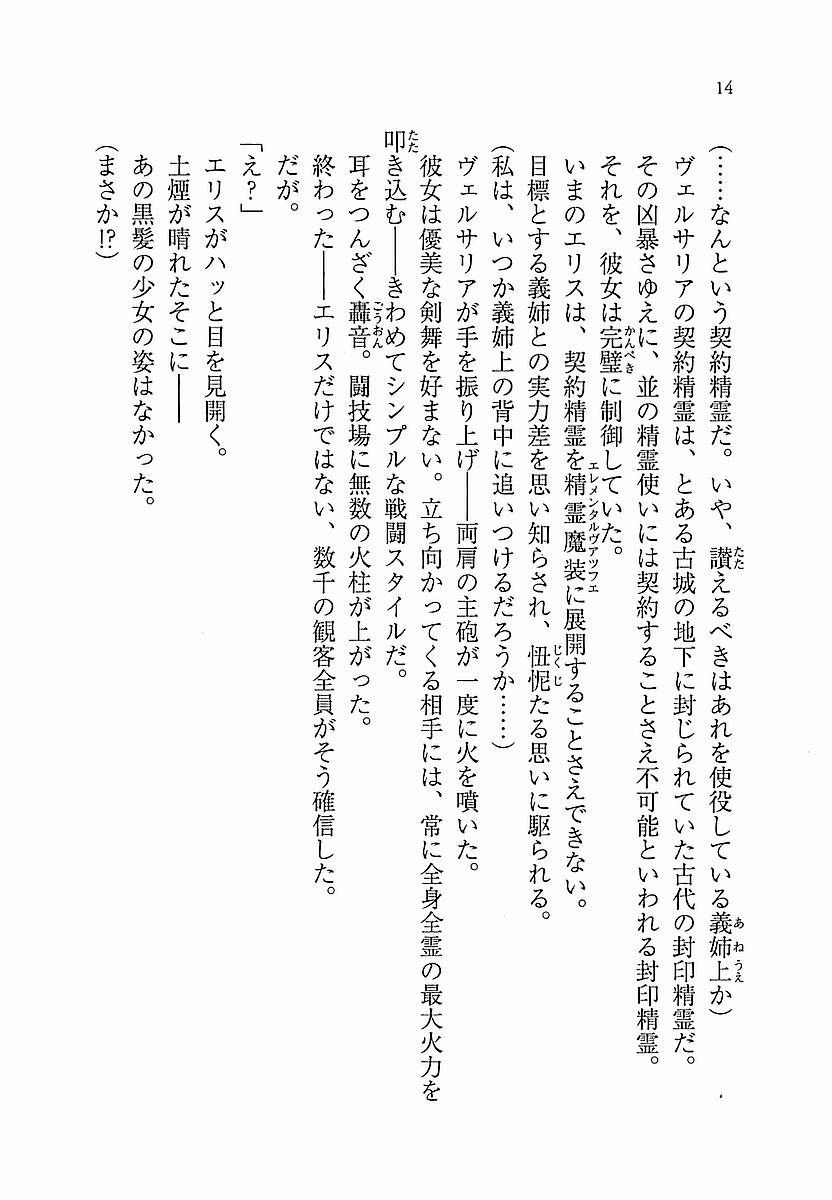 14
(……なんという契約精霊だ。いや、讃えるべきはあれを使役している義姉上か)
ヴェルサリアの契約精霊は、とある古城の地下に封じられていた古代の封印精霊だ。
その凶暴さゆえに、並の精霊使いには契約することさえ不可能といわれる封印精霊。
それを、彼女は完璧に制御していた。
いまのエリスは、契約精霊を精霊魔装に展開することさえできない。
目標とする義姉との実力差を思い知らされ、忸怩たる思いに駆られる。
(私は、いつか義姉上の背中に追いつけるだろうか……)
ヴェルサリアが手を振り上げ――両肩の主砲が一度に火を噴いた。
彼女は優美な剣舞を好まない。立ち向かってくる相手には、常に全身全霊の最大火力を
叩き込む――きわめてシンプルな戦闘スタイルだ。
耳をつんざく轟音。闘技場に無数の火柱が上がった。
終わった――エリスだけではない、数千の観客全員がそう確信した。
だが。
「え?」
エリスがハッと目を見開く。
土煙が晴れたそこに――
あの黒髪の少女の姿はなかった。
(まさか!?)